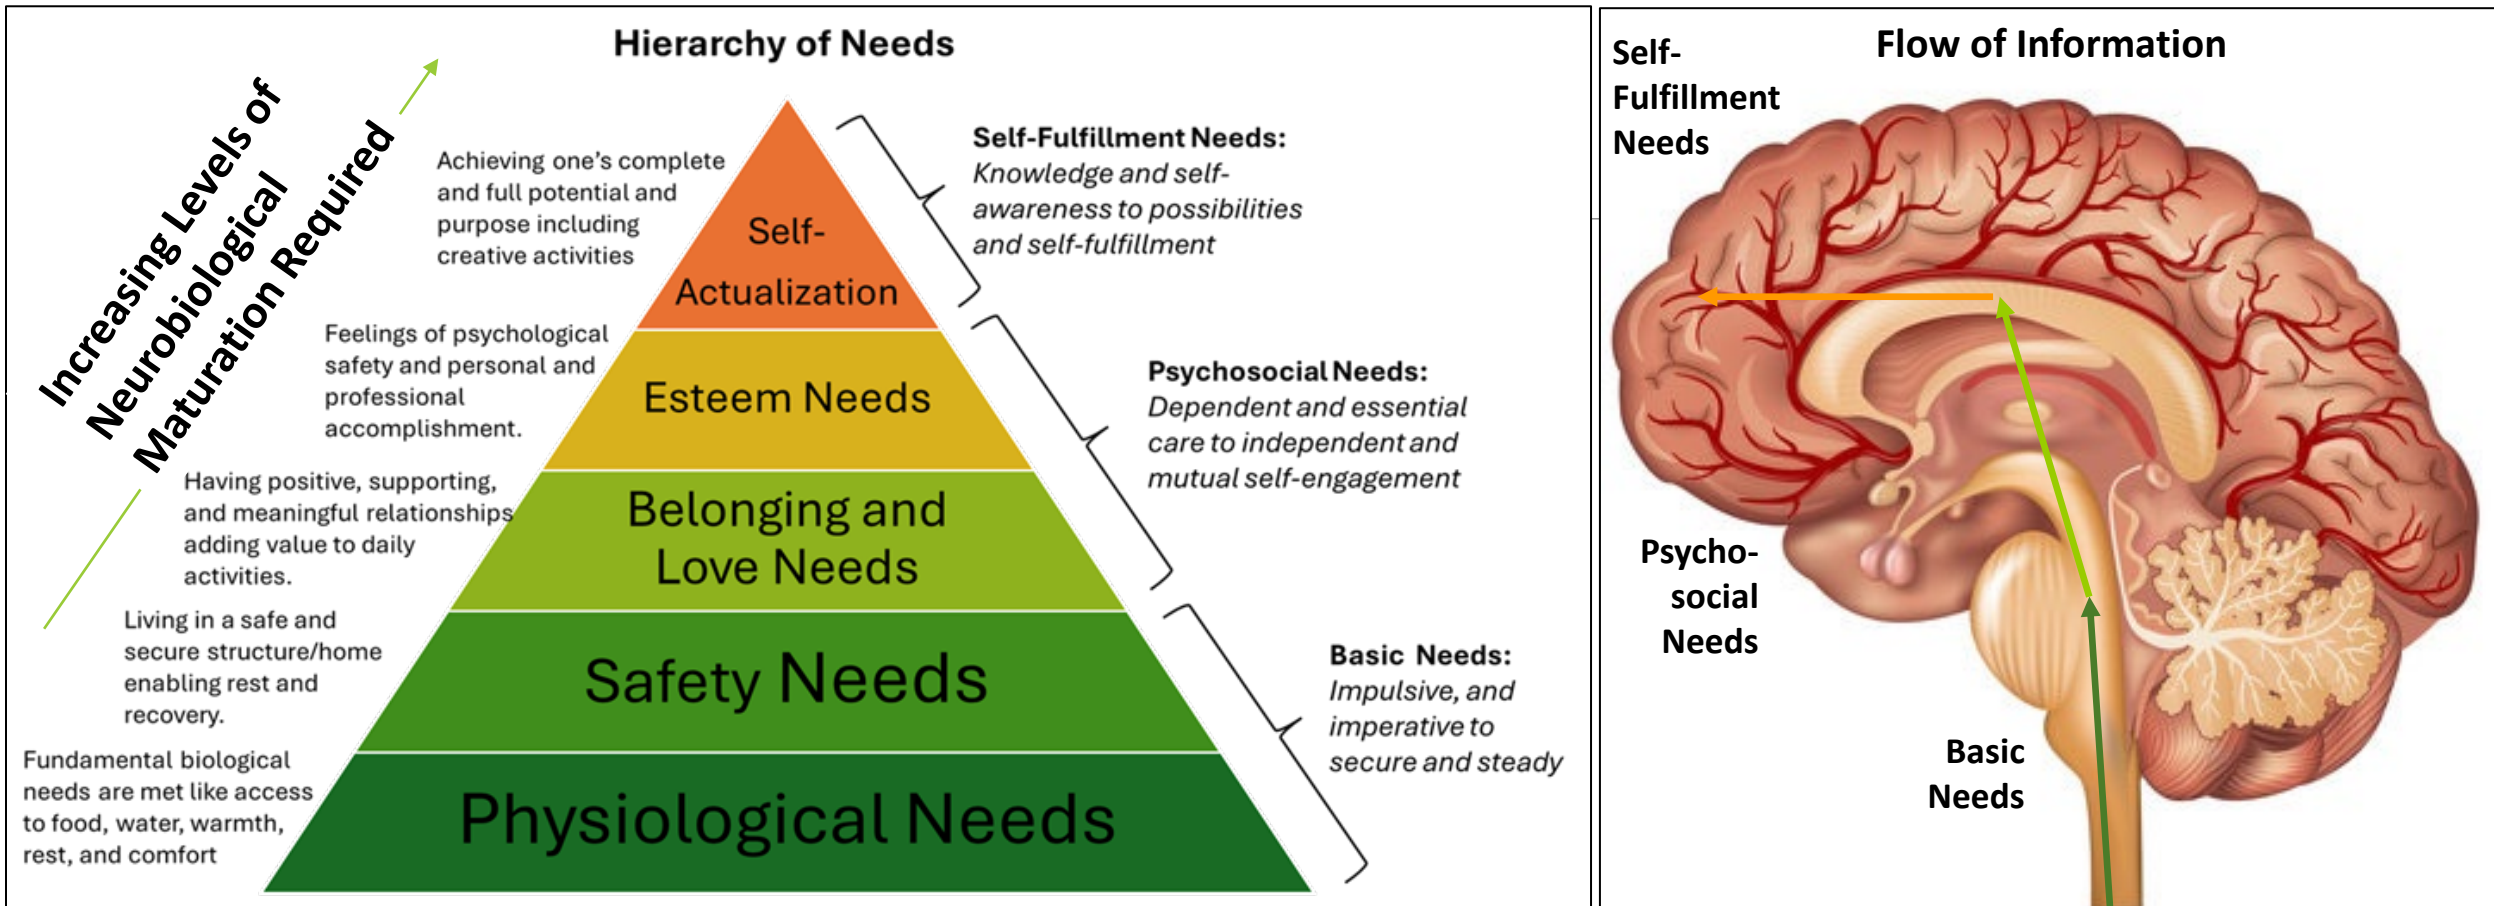 Hierarchy of Needs
Increasing Levels of
Neurobiological
Maturation Required
Achieving one's complete
and full potential and
purpose including
creative activities
Self-
Actualization
Self-Fulfillment Needs:
Knowledge and self-
awareness to possibilities
and self-fulfillment
Feelings of psychological
safety and personal and
professional
accomplishment.
Esteem Needs
Psychosocial Needs:
Dependent and essential
care to independent and
mutual self-engagement
Having positive, supporting,
and meaningful relationships
adding value to daily
activities.
Belonging and
Love Needs
Living in a safe and
secure structure/home
enabling rest and
recovery.
Safety Needs
Basic Needs:
Impulsive, and
imperative to
secure and steady
Fundamental biological
needs are met like access
to food, water, warmth,
rest, and comfort
Physiological Needs
Flow of Information
Self-
Fulfillment
Needs
Psycho-
social
Needs
Basic
Needs